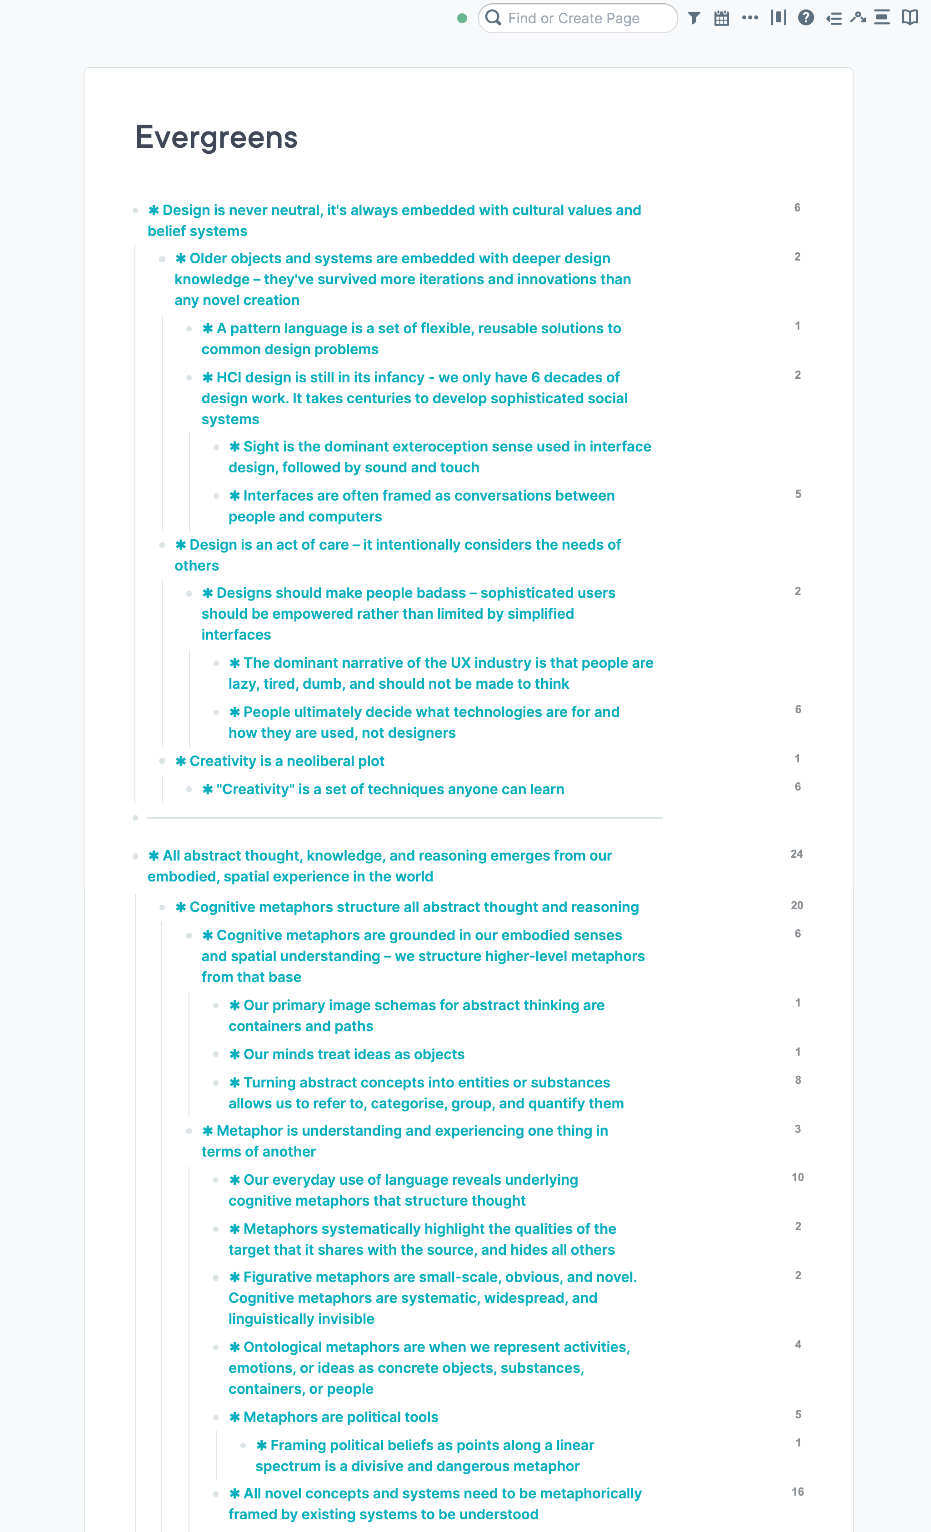 Find or Create Page
Evergreens
✱ Design is never neutral, it's always embedded with cultural values and 6
belief systems
✱ Older objects and systems are embedded with deeper design 2
knowledge – they've survived more iterations and innovations than
any novel creation
✱ A pattern language is a set of flexible, reusable solutions to 1
common design problems
✱ HCI design is still in its infancy - we only have 6 decades of 2
design work. It takes centuries to develop sophisticated social
systems
✱ Sight is the dominant exteroception sense used in interface
design, followed by sound and touch
✱ Interfaces are often framed as conversations between 5
people and computers
✱ Design is an act of care – it intentionally considers the needs of
others
✱ Designs should make people badass – sophisticated users 2
should be empowered rather than limited by simplified
interfaces
✱ The dominant narrative of the UX industry is that people are
lazy, tired, dumb, and should not be made to think
✱ People ultimately decide what technologies are for and 6
how they are used, not designers
✱ Creativity is a neoliberal plot 1
✱ "Creativity" is a set of techniques anyone can learn 6
✱ All abstract thought, knowledge, and reasoning emerges from our 24
embodied, spatial experience in the world
✱ Cognitive metaphors structure all abstract thought and reasoning 20
✱ Cognitive metaphors are grounded in our embodied senses 6
and spatial understanding – we structure higher-level metaphors
from that base
✱ Our primary image schemas for abstract thinking are 1
containers and paths
✱ Our minds treat ideas as objects 1
✱ Turning abstract concepts into entities or substances 8
allows us to refer to, categorise, group, and quantify them
✱ Metaphor is understanding and experiencing one thing in 3
terms of another
✱ Our everyday use of language reveals underlying 10
cognitive metaphors that structure thought
✱ Metaphors systematically highlight the qualities of the 2
target that it shares with the source, and hides all others
✱ Figurative metaphors are small-scale, obvious, and novel. 2
Cognitive metaphors are systematic, widespread, and
linguistically invisible
✱ Ontological metaphors are when we represent activities, 4
emotions, or ideas as concrete objects, substances,
containers, or people
✱ Metaphors are political tools 5
✱ Framing political beliefs as points along a linear 1
spectrum is a divisive and dangerous metaphor
✱ All novel concepts and systems need to be metaphorically 16
framed by existing systems to be understood